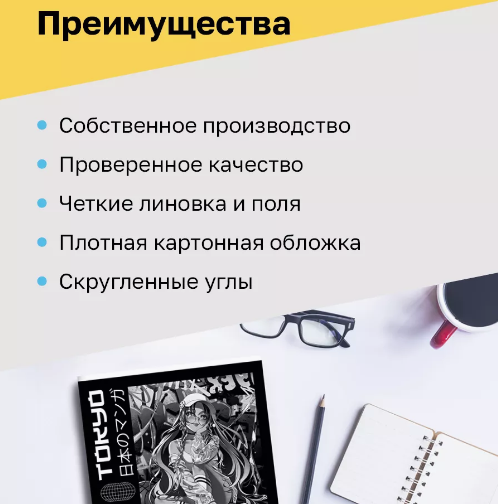 Преимущества
Собственное производство
Проверенное качество
Четкие линовка и поля
Плотная картонная обложка
Скругленные углы
TOKYO
日本のマンガ